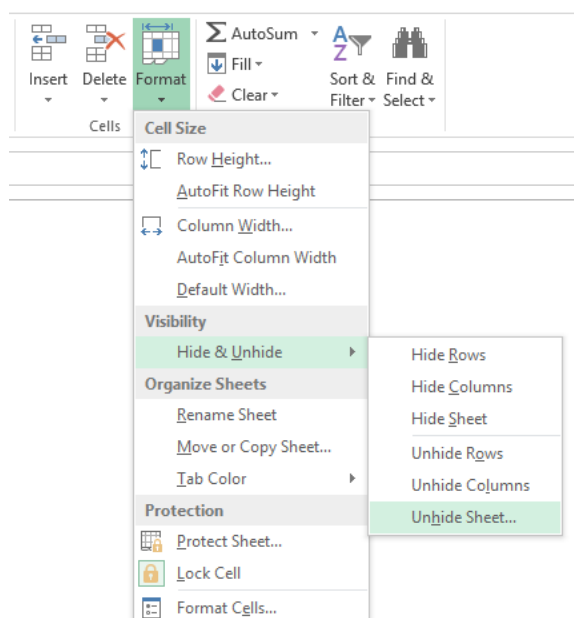 AutoSum
Fill
Clear
Insert Delete Format
Sort & Find &
Filter Select
Cells
Cell Size
Row Height...
AutoFit Row Height
Column Width...
AutoFit Column Width
Default Width...
Visibility
Hide & Unhide
Organize Sheets
Rename Sheet
Move or Copy Sheet...
Tab Color
Protection
Protect Sheet...
Lock Cell
Format Cells...
Hide Rows
Hide Columns
Hide Sheet
Unhide Rows
Unhide Columns
Unhide Sheet...